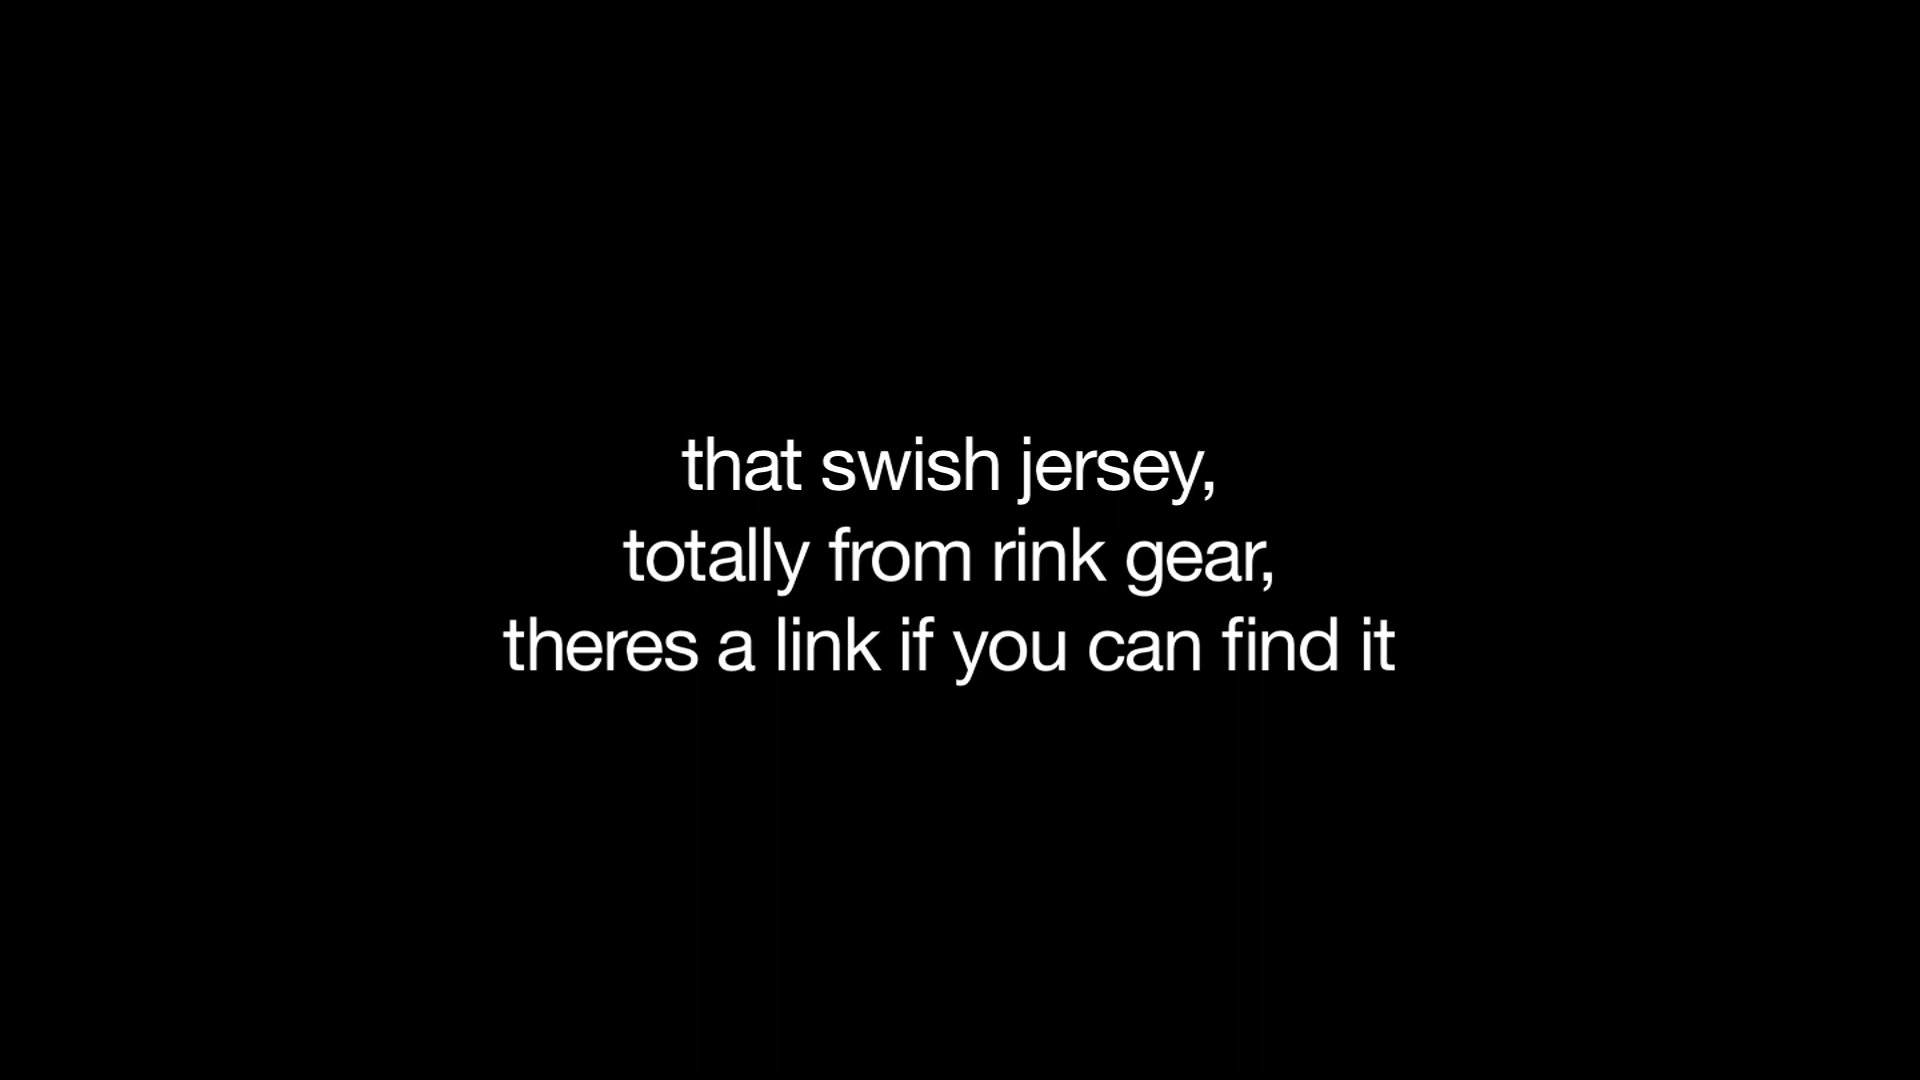 that swish jersey,
totally from rink gear,
theres a link if you can find it